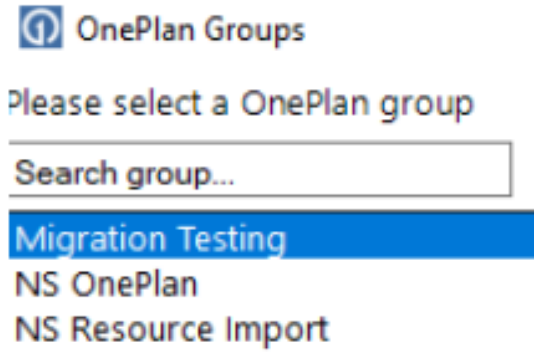 OnePlan Groups
Please select a OnePlan group
Search group...
Migration Testing
NS OnePlan
NS Resource Import